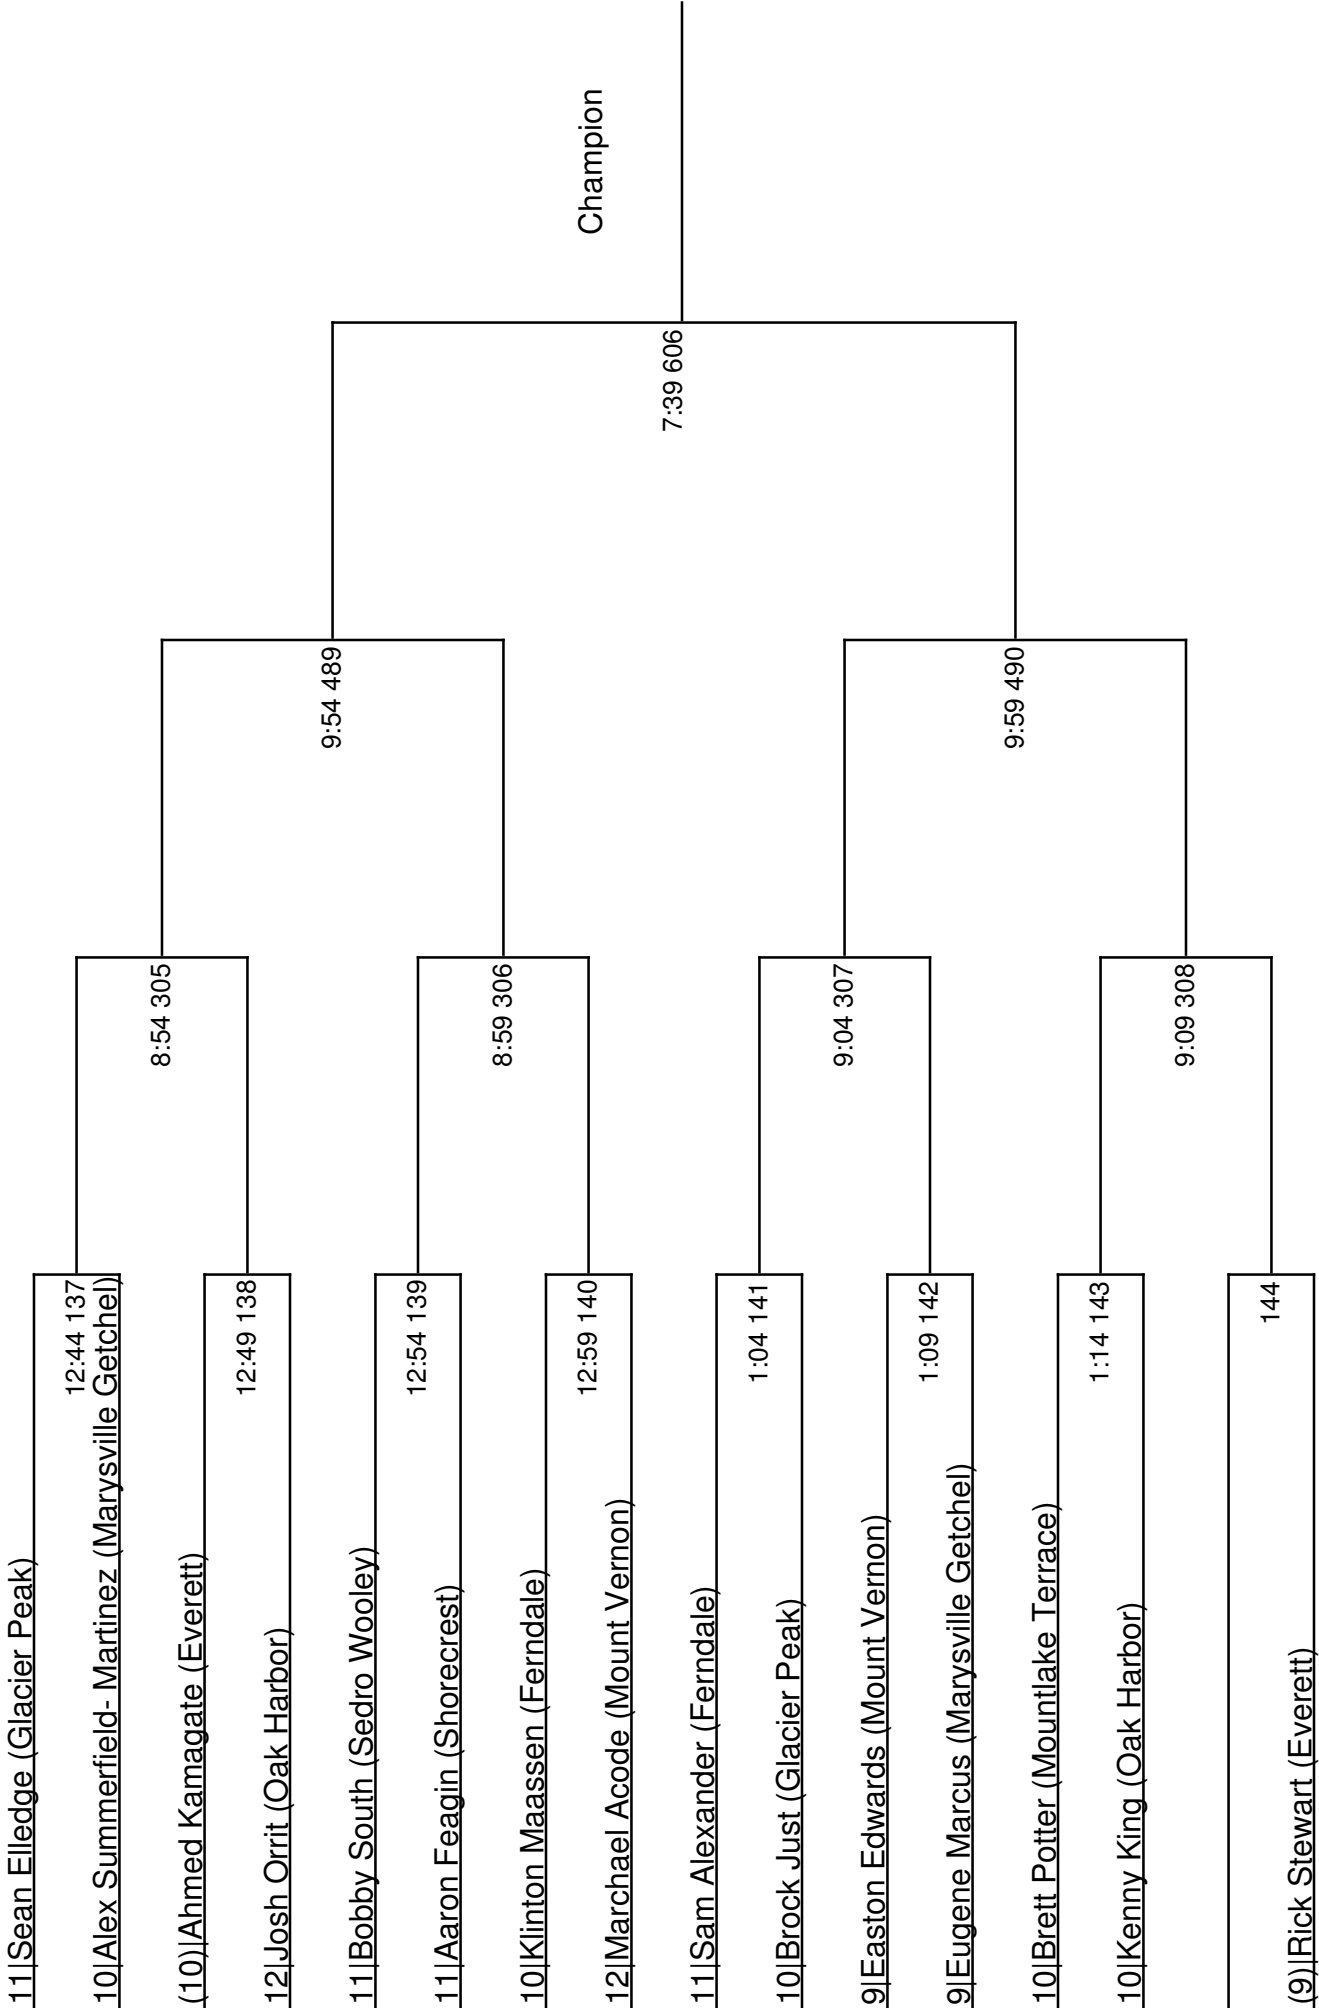 11|Sean Elledge (Glacier Peak)
12:44 137
10|Alex Summerfield- Martinez (Marysville Getchel)
8:54 305
(10)|Ahmed Kamagate (Everett)
12:49 138
12|Josh Orrit (Oak Harbor)
9:54 489
11|Bobby South (Sedro Wooley)
12:54 139
11|Aaron Feagin (Shorecrest)
8:59 306
10|Klinton Maassen (Ferndale)
12:59 140
12|Marchael Acode (Mount Vernon)
Champion
7:39 606
11|Sam Alexander (Ferndale)
1:04 141
10|Brock Just (Glacier Peak)
9:04 307
9|Easton Edwards (Mount Vernon)
1:09 142
9|Eugene Marcus (Marysville Getchel)
9:59 490
10|Brett Potter (Mountlake Terrace)
1:14 143
10|Kenny King (Oak Harbor)
9:09 308
144
(9)|Rick Stewart (Everett)